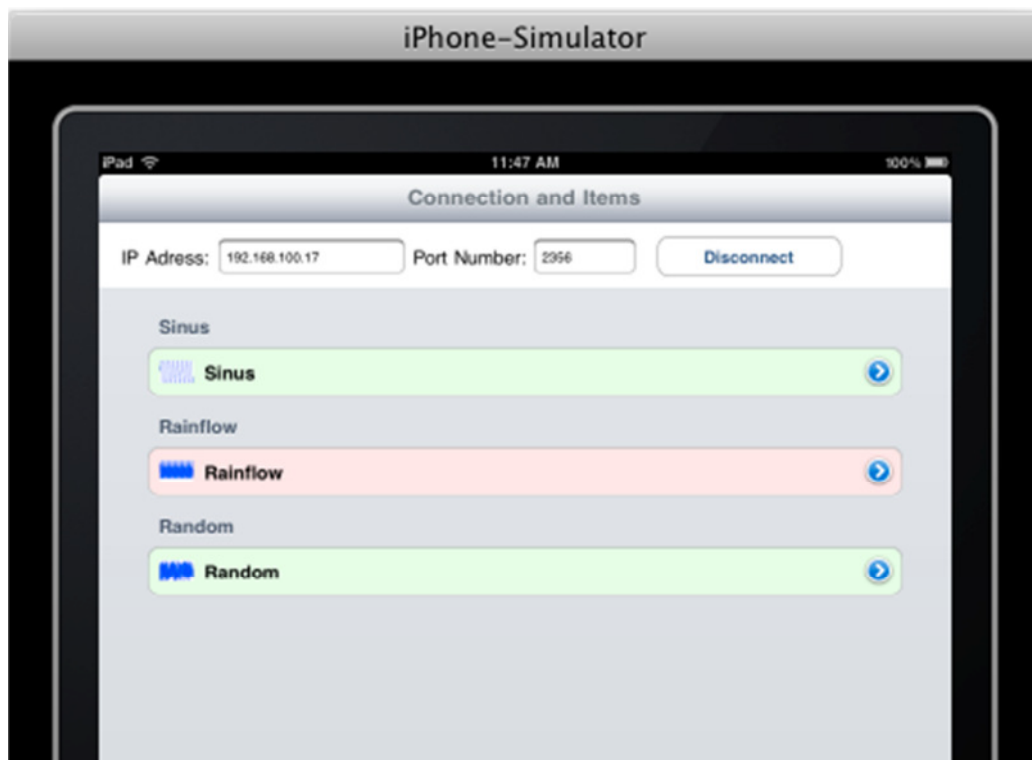 iPhone-Simulator
iPad 11:47 AM 100%
Connection and Items
IP Adress: 192.168.100.17 Port Number: 2356 Disconnect
Sinus
Sinus
Rainflow
Rainflow
Random
Random